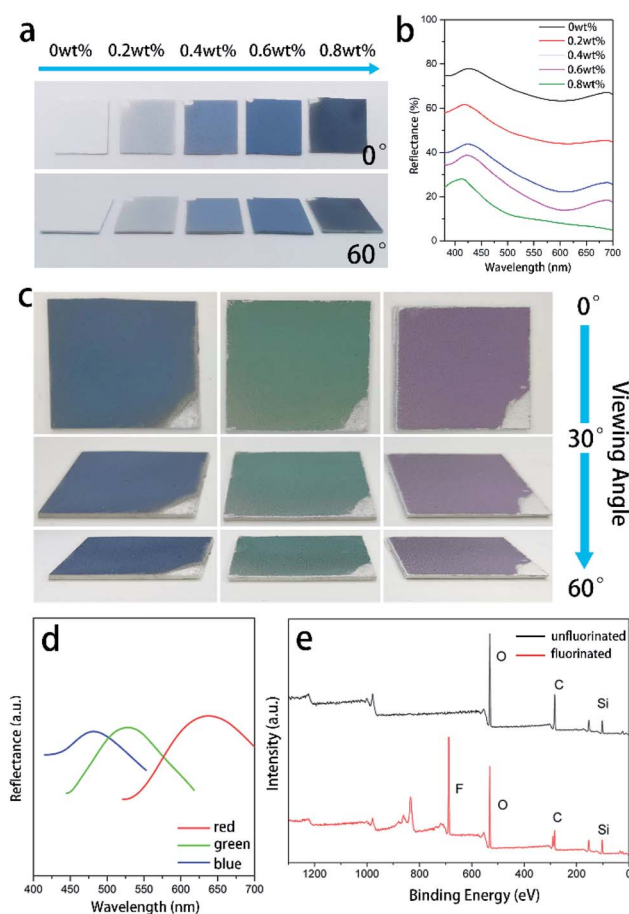 a
0wt% 0.2wt% 0.4wt% 0.6wt% 0.8wt%
0°
60°
b
100
80
60
40
20
0
Reflectance (%)
0wt%
0.2wt%
0.4wt%
0.6wt%
0.8wt%
400 450 500 550 600 650 700
Wavelength (nm)
c
0°
30°
60°
Viewing Angle
d
Reflectance (a.u.)
red
green
blue
400 450 500 550 600 650 700
Wavelength (nm)
e
Intensity (a.u.)
unfluorinated
fluorinated
O
C
Si
F
O
C
Si
1300 1000 800 600 400 200 0
Binding Energy (eV)